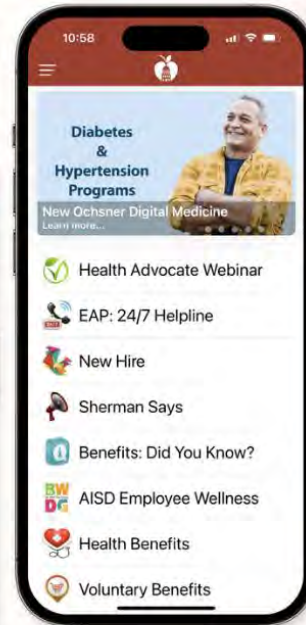 10:58
Diabetes
&
Hypertension
Programs
New Ochsner Digital Medicine
Learn more...
Health Advocate Webinar
EAP: 24/7 Helpline
New Hire
Sherman Says
Benefits: Did You Know?
BW
DG
AISD Employee Wellness
Health Benefits
Voluntary Benefits